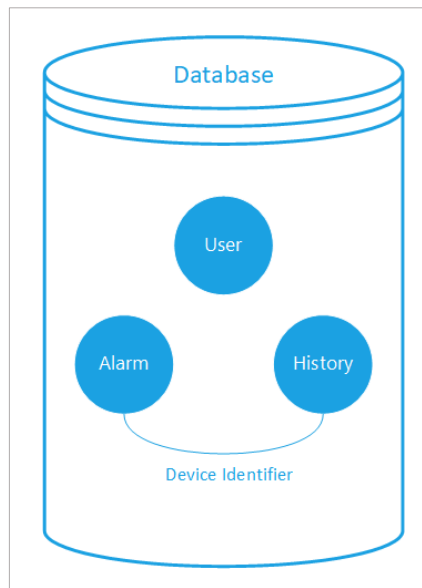 Database
User
Alarm
History
Device Identifier